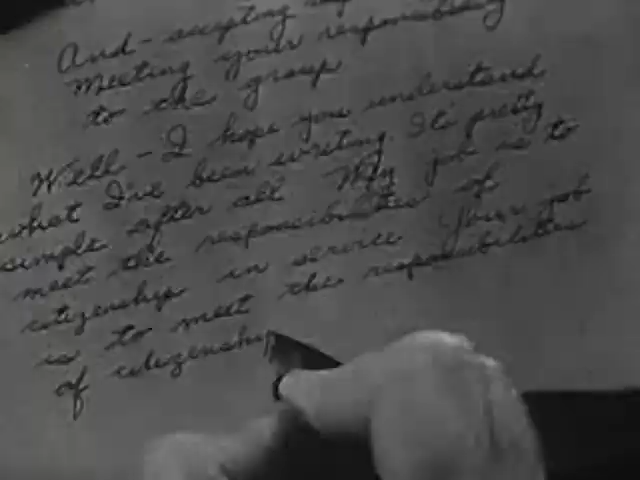 And - accepting
Meeting your responsibility
to the group
Well - I hope you understand
what I've been writing. It's pretty
simple after all My job is to
meet the responsibilities of
citizenship in service Your job
is to meet the responsibilities
of citizenship